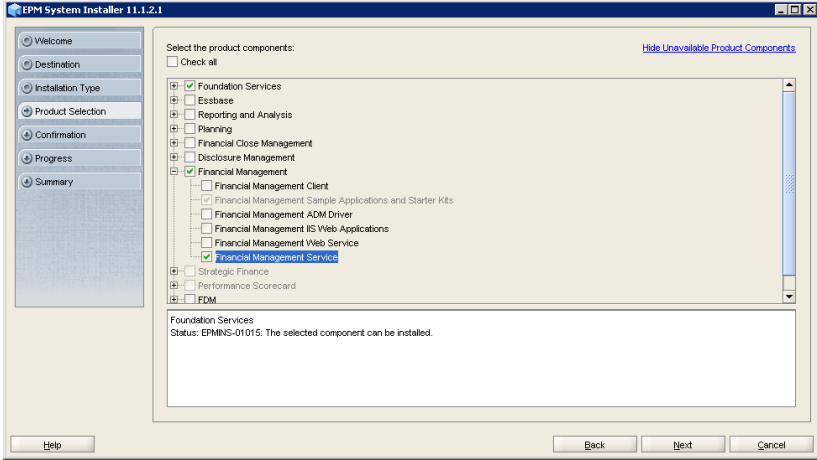 EPM System Installer 11.1.2.1
Welcome
Destination
Installation Type
Product Selection
Confirmation
Progress
Summary
Select the product components:
Hide Unavailable Product Components
Check all
Foundation Services
Essbase
Reporting and Analysis
Planning
Financial Close Management
Disclosure Management
Financial Management
Financial Management Client
Financial Management Sample Applications and Starter Kits
Financial Management ADM Driver
Financial Management IIS Web Applications
Financial Management Web Service
Financial Management Service
Strategic Finance
Performance Scorecard
FDM
Foundation Services
Status: EPMINS-01015: The selected component can be installed.
Help
Back
Next
Cancel